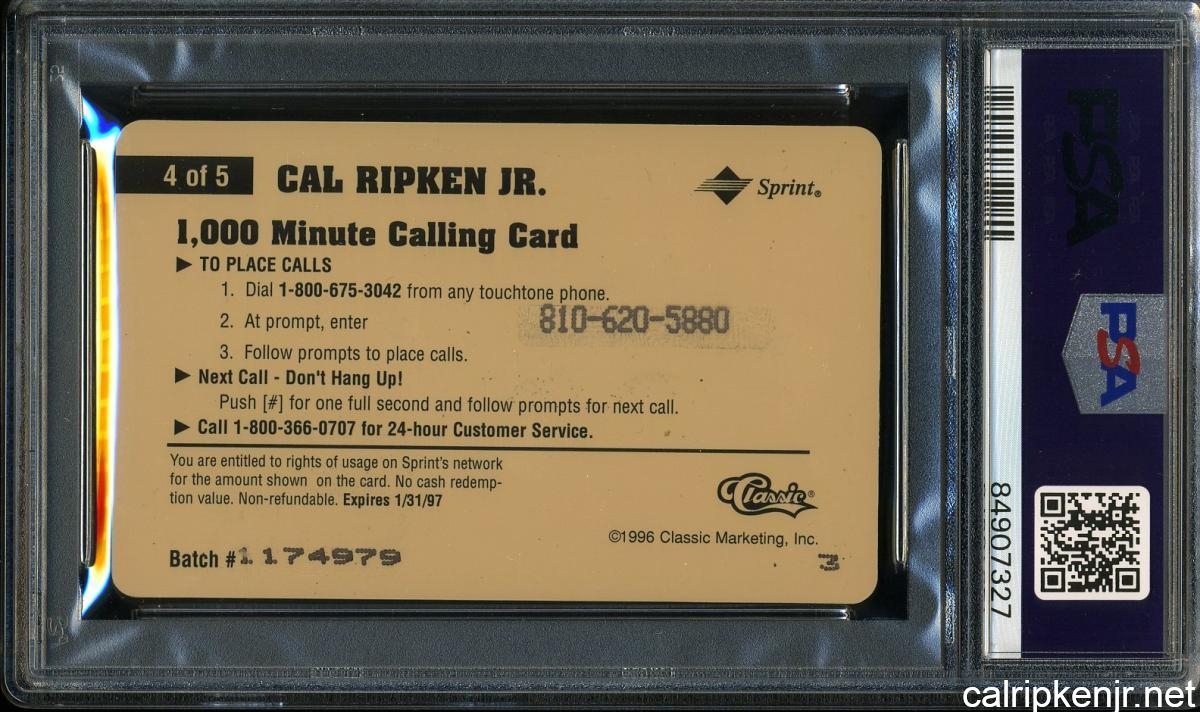 4 of 5 CAL RIPKEN JR.
Sprint®
1,000 Minute Calling Card
▶ TO PLACE CALLS
1. Dial 1-800-675-3042 from any touchtone phone.
2. At prompt, enter 810-620-5880
3. Follow prompts to place calls.
▶ Next Call - Don't Hang Up!
Push [#] for one full second and follow prompts for next call.
▶ Call 1-800-366-0707 for 24-hour Customer Service.
You are entitled to rights of usage on Sprint's network
for the amount shown on the card. No cash redemp-
tion value. Non-refundable. Expires 1/31/97
Classic®
©1996 Classic Marketing, Inc.
Batch #1174979
3
PSA
PSA
84907327
calripkenjr.net